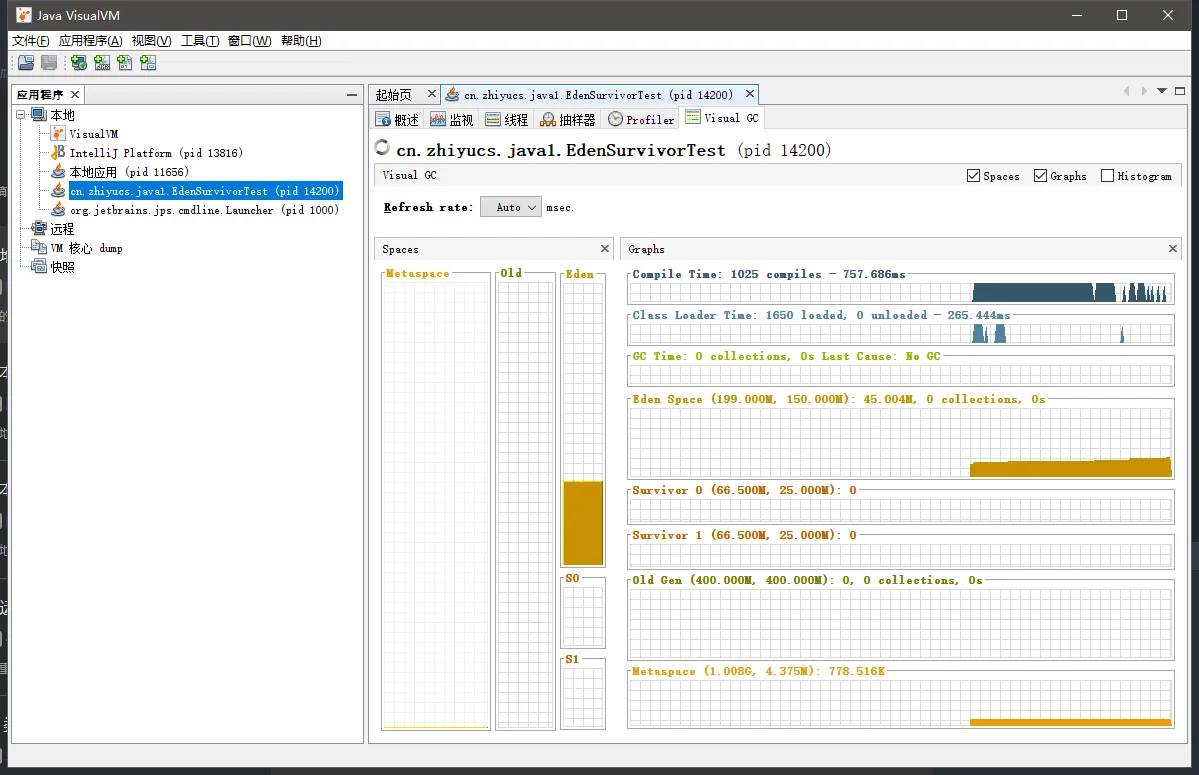 Java VisualVM
文件(F) 应用程序(A) 视图(V) 工具(T) 窗口(W) 帮助(H)
应用程序
本地
VisualVM
IntelliJ Platform (pid 13816)
本地应用 (pid 11656)
cn.zhiyucs.java1.EdenSurvivorTest (pid 14200)
org.jetbrains.jps.cmdline.Launcher (pid 1000)
远程
VM 核心 dump
快照
起始页 cn.zhiyucs.java1.EdenSurvivorTest (pid 14200)
概述 监视 线程 抽样器 Profiler Visual GC
cn.zhiyucs.java1.EdenSurvivorTest (pid 14200)
Visual GC Spaces Graphs Histogram
Refresh rate: Auto msec.
Spaces
Metaspace Old Eden
S0
S1
Graphs
Compile Time: 1025 compiles - 757.686ms
Class Loader Time: 1650 loaded, 0 unloaded - 265.444ms
GC Time: 0 collections, 0s Last Cause: No GC
Eden Space (199.000M, 150.000M): 45.004M, 0 collections, 0s
Survivor 0 (66.500M, 25.000M): 0
Survivor 1 (66.500M, 25.000M): 0
Old Gen (400.000M, 400.000M): 0, 0 collections, 0s
Metaspace (1.008G, 4.375M): 778.516K